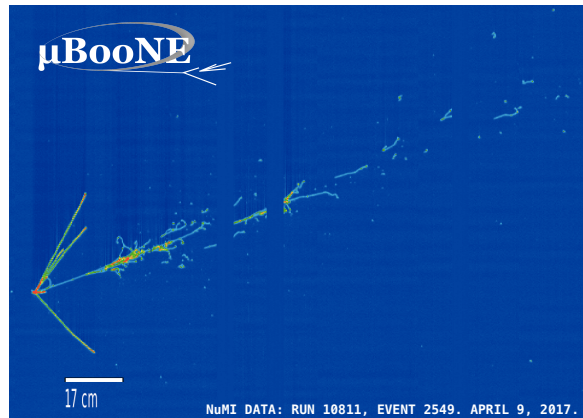 µBooNE
17 cm
NuMI DATA: RUN 10811, EVENT 2549. APRIL 9, 2017.